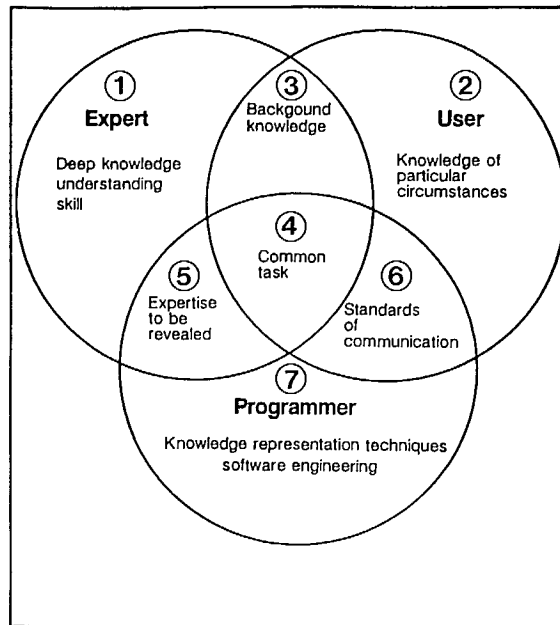 ①
Expert
Deep knowledge
understanding
skill
②
User
Knowledge of
particular
circumstances
③
Backgound
knowledge
④
Common
task
⑤
Expertise
to be
revealed
⑥
Standards
of
communication
⑦
Programmer
Knowledge representation techniques
software engineering